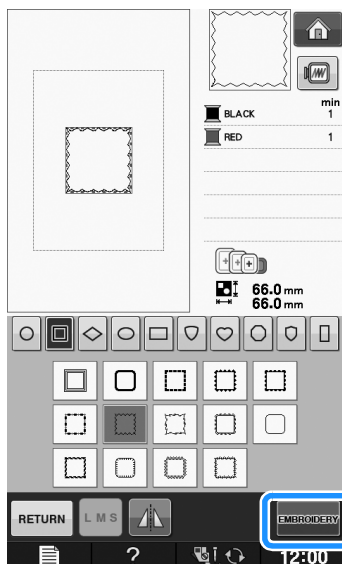 min
BLACK 1
RED 1
66.0 mm
66.0 mm
RETURN
L M S
EMBROIDERY
?
12:00